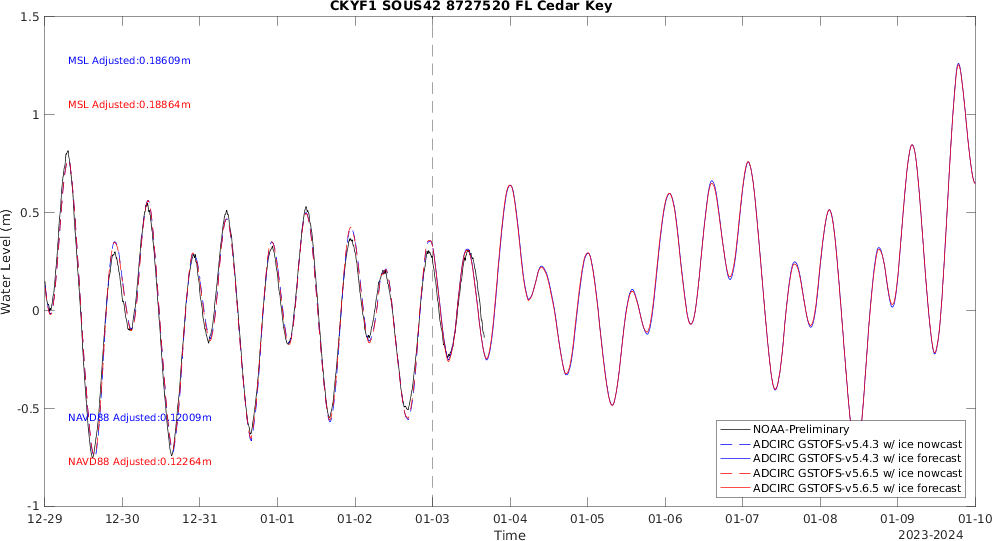 CKYF1 SOUS42 8727520 FL Cedar Key
1.5
1
0.5
0
-0.5
-1
Water Level (m)
MSL Adjusted:0.18609m
MSL Adjusted:0.18864m
NAVD88 Adjusted:0.12009m
NAVD88 Adjusted:0.12264m
NOAA-Preliminary
ADCIRC GSTOFS-v5.4.3 w/ ice nowcast
ADCIRC GSTOFS-v5.4.3 w/ ice forecast
ADCIRC GSTOFS-v5.6.5 w/ ice nowcast
ADCIRC GSTOFS-v5.6.5 w/ ice forecast
12-29 12-30 12-31 01-01 01-02 01-03 01-04 01-05 01-06 01-07 01-08 01-09 01-10
Time
2023-2024